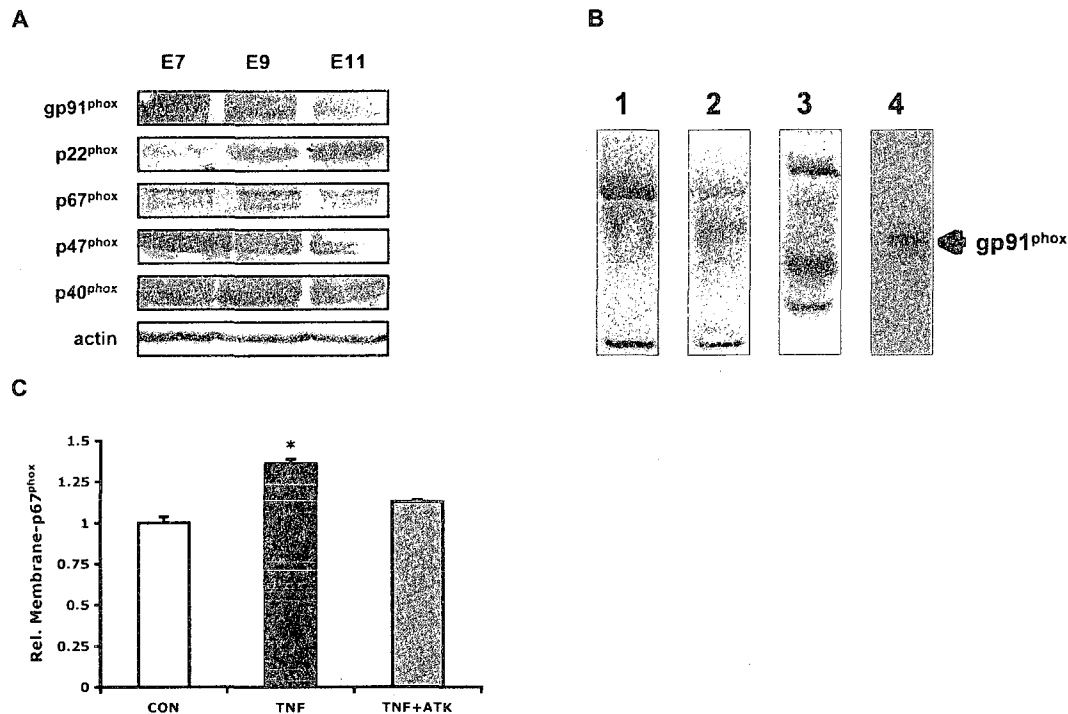 A
E7 E9 E11
gp91phox
p22phox
p67phox
p47phox
p40phox
actin
B
1 2 3 4
gp91phox
C
Rel. Membrane-p67phox
1.5
1.25
1
0.75
0.5
0.25
0
*
CON TNF TNF+ATK